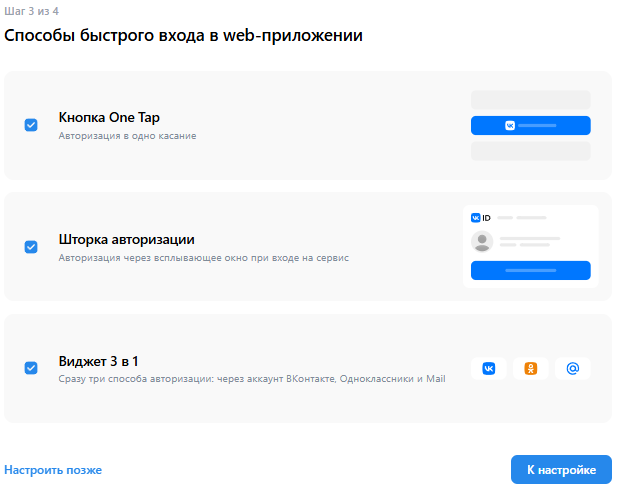 Шаг 3 из 4
Способы быстрого входа в web-приложении
Кнопка One Tap
Авторизация в одно касание
ID
Шторка авторизации
Авторизация через всплывающее окно при входе на сервис
Виджет 3 в 1
Сразу три способа авторизации: через аккаунт ВКонтакте, Одноклассники и Mail
Настроить позже
К настройке